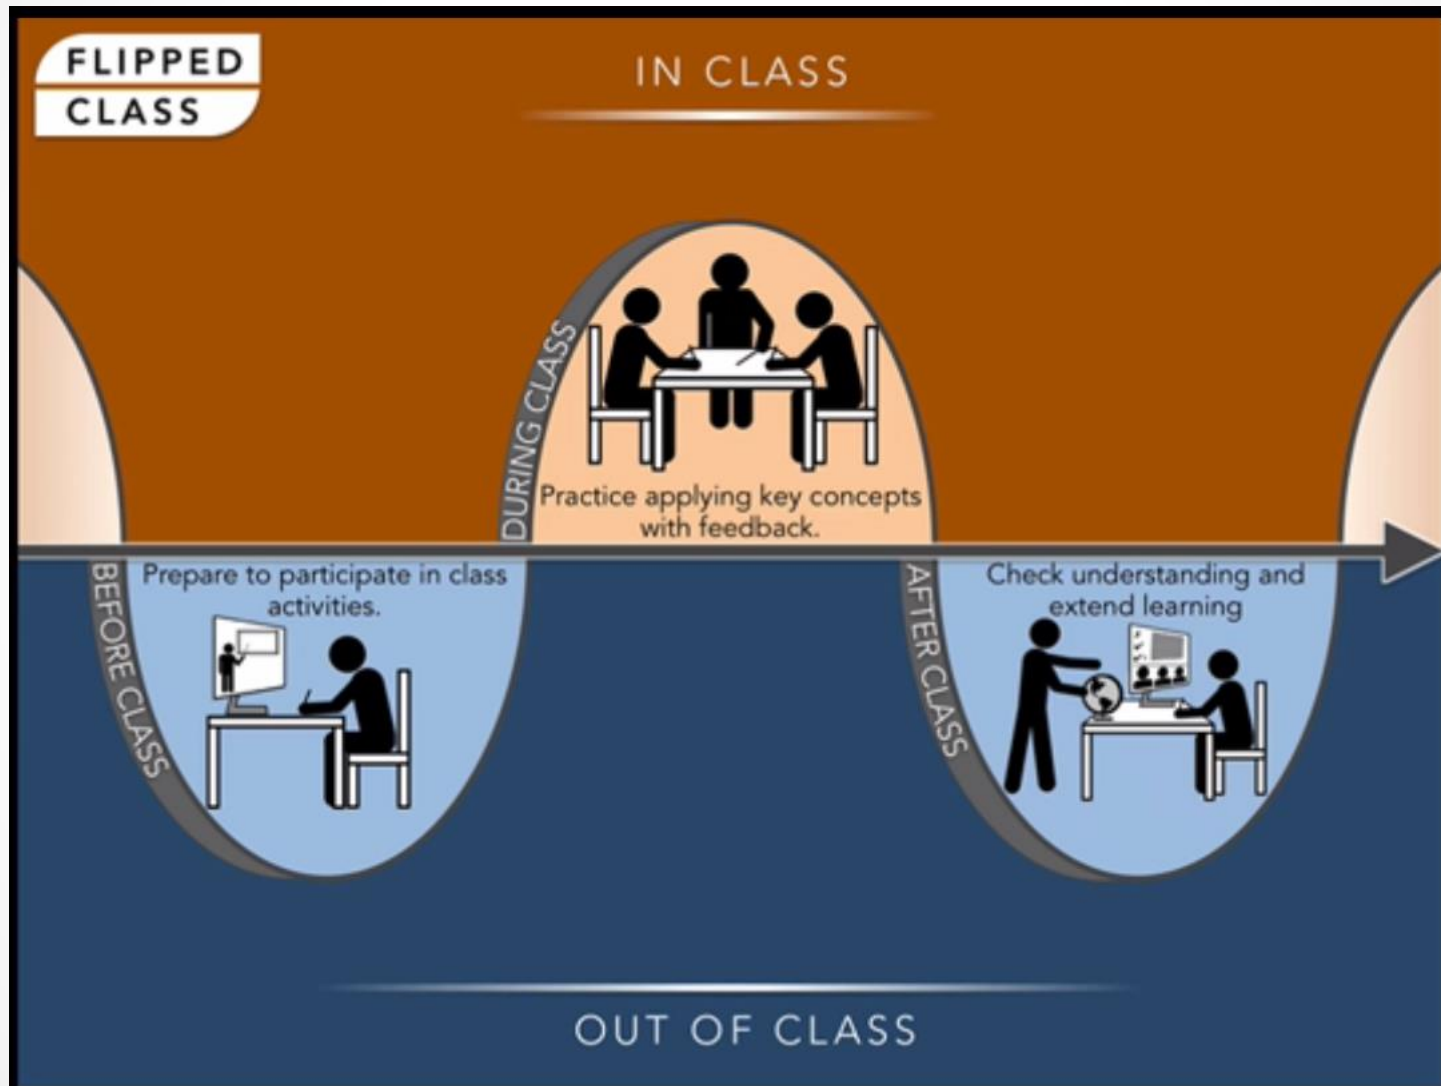 FLIPPED
CLASS
IN CLASS
DURING CLASS
Practice applying key concepts
with feedback.
BEFORE CLASS
Prepare to participate in class
activities.
AFTER CLASS
Check understanding and
extend learning
OUT OF CLASS